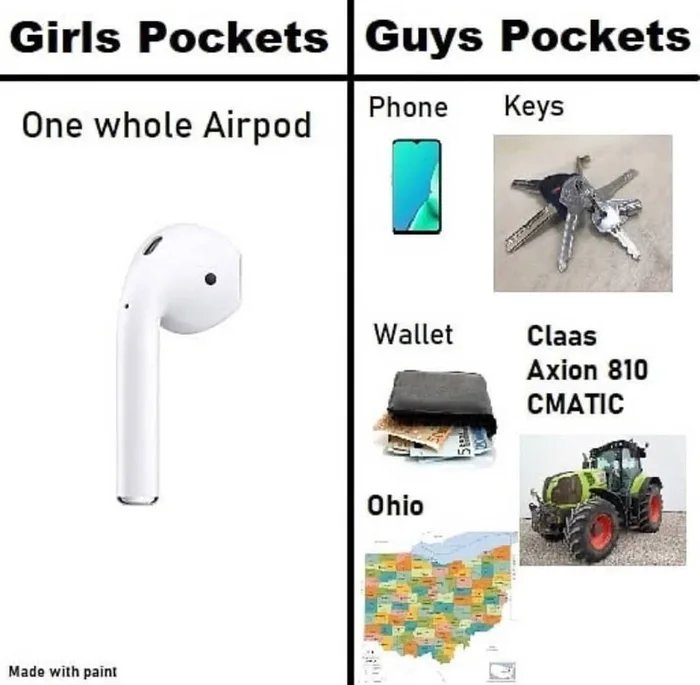 Girls Pockets
Guys Pockets
One whole Airpod
Phone
Keys
Wallet
Claas
Axion 810
CMATIC
Ohio
Made with paint